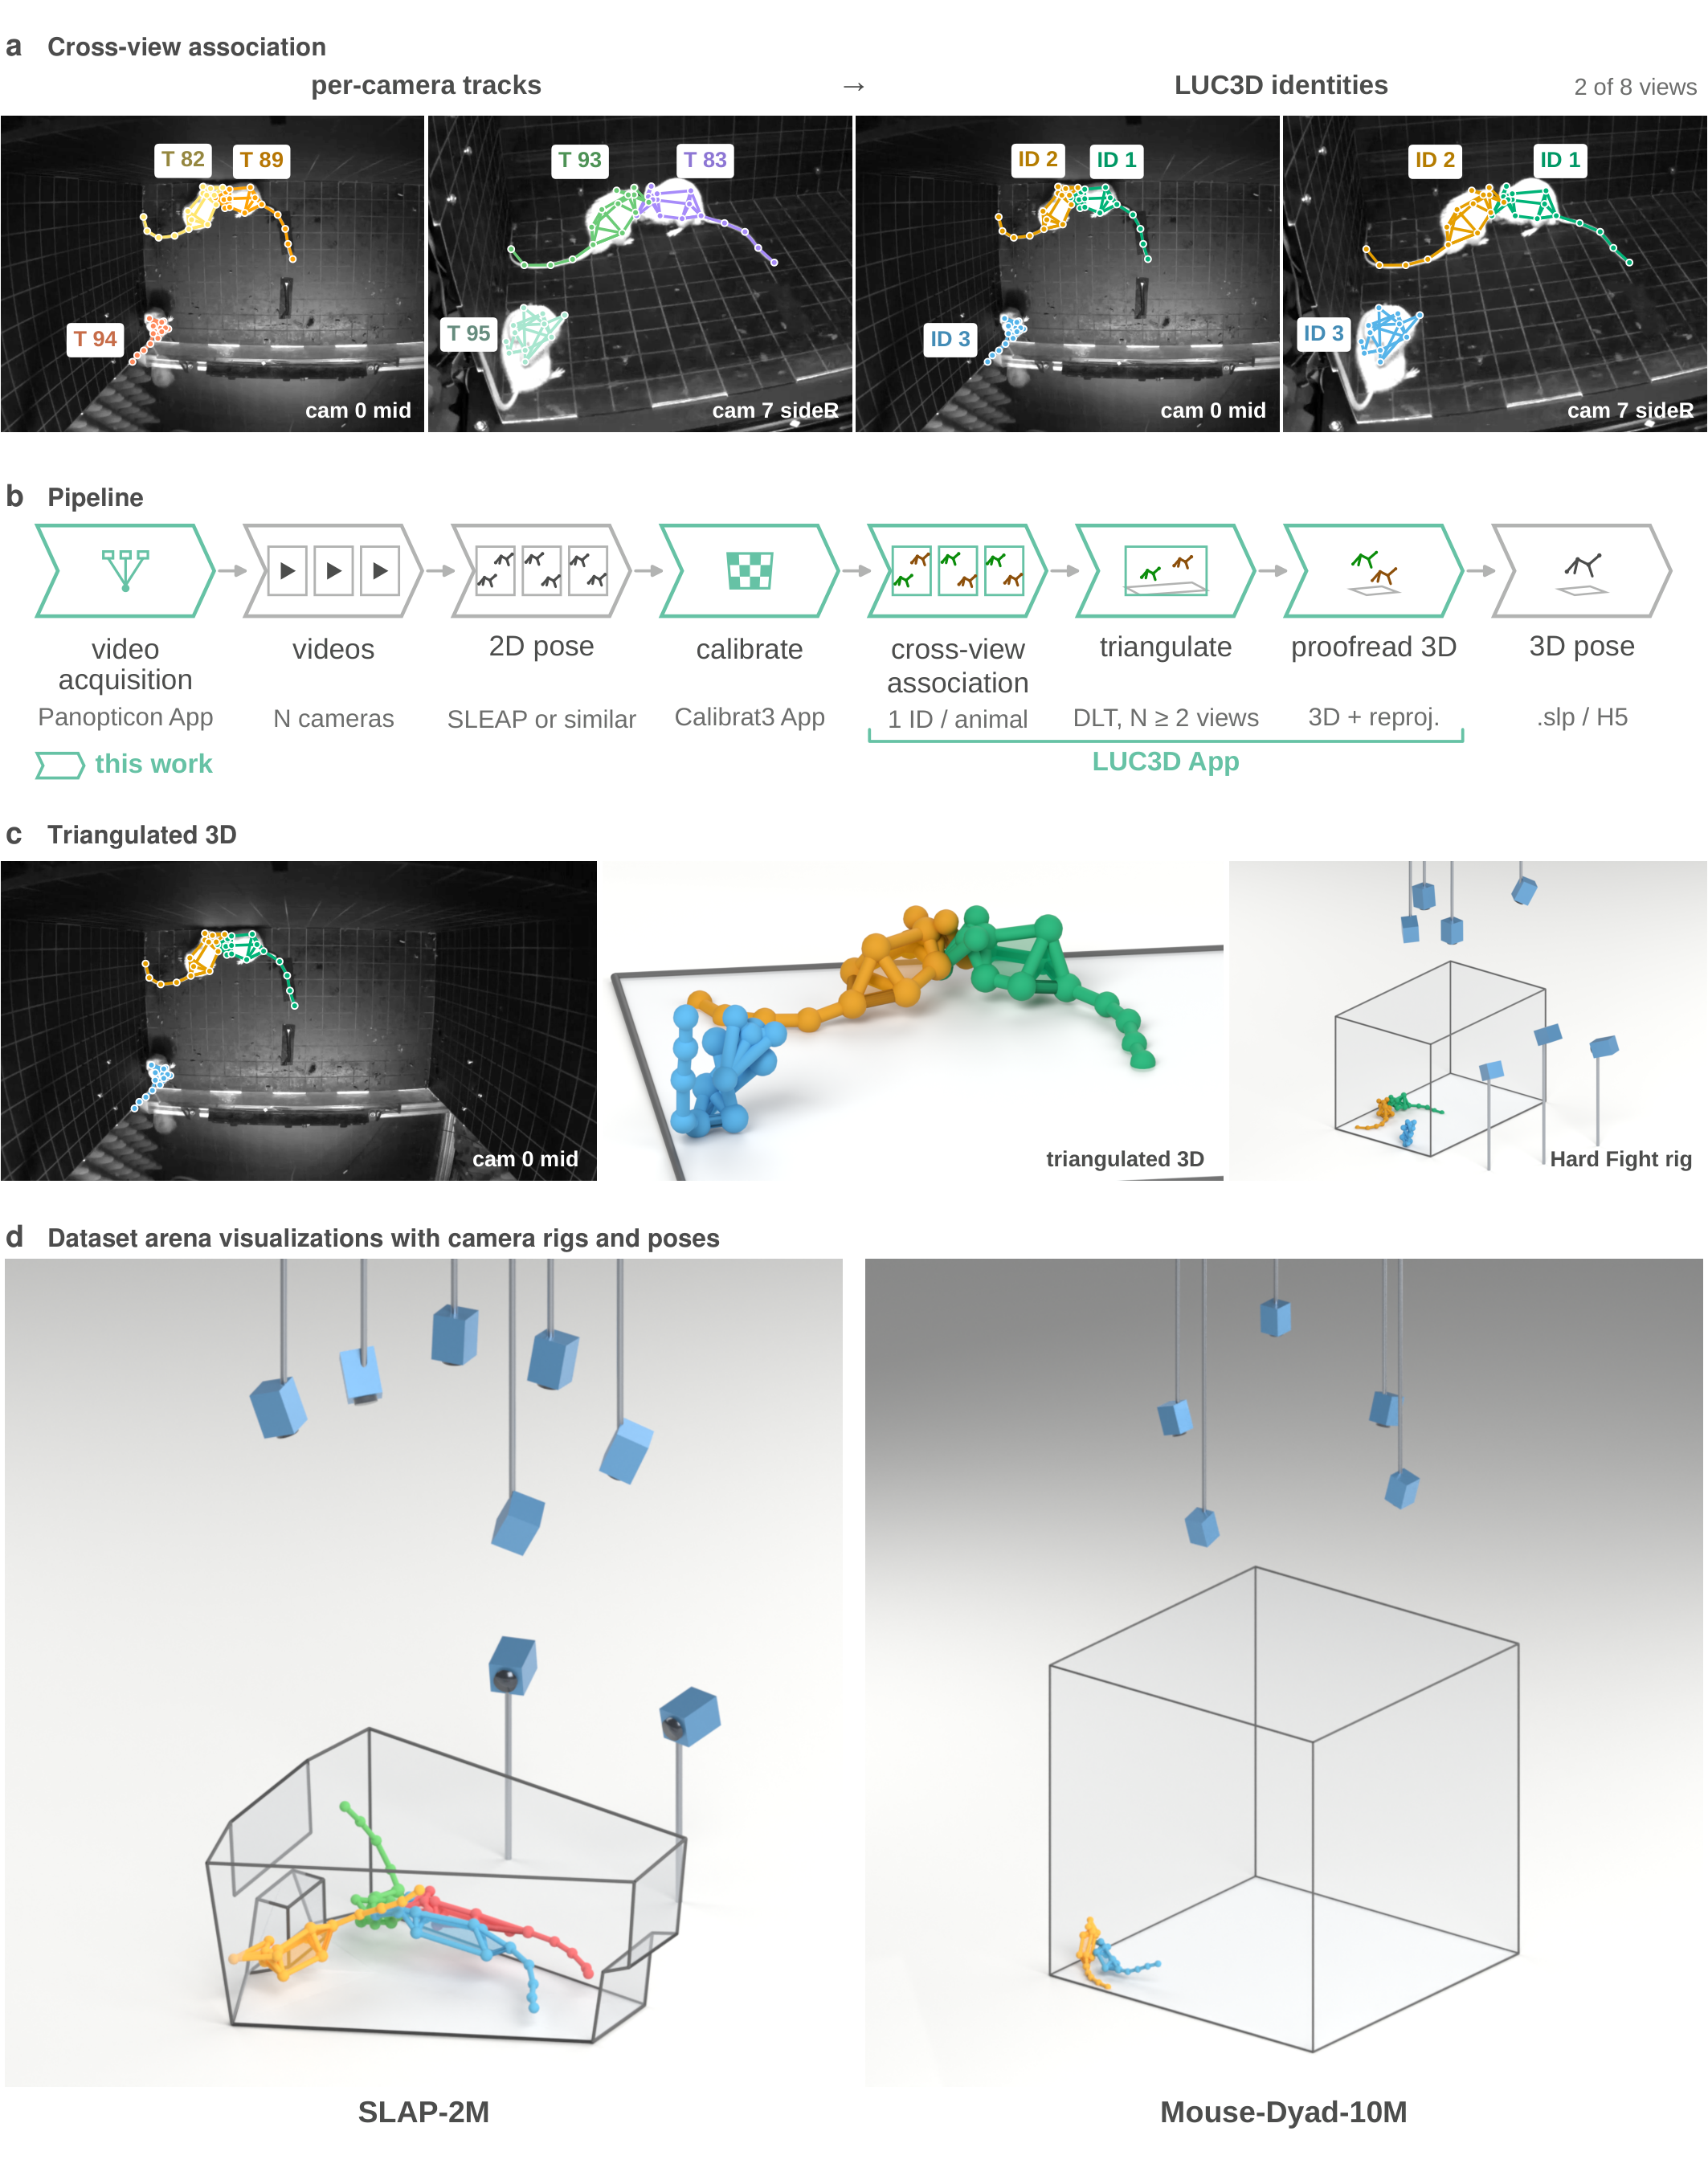 a Cross-view association
per-camera tracks → LUC3D identities 2 of 8 views
T 82 T 89 T 94 cam 0 mid
T 93 T 83 T 95 cam 7 sideR
ID 2 ID 1 ID 3 cam 0 mid
ID 2 ID 1 ID 3 cam 7 sideR
b Pipeline
video
acquisition
Panopticon App
videos
N cameras
2D pose
SLEAP or similar
calibrate
Calibrat3 App
cross-view
association
1 ID / animal
triangulate
DLT, N ≥ 2 views
proofread 3D
3D + reproj.
3D pose
.slp / H5
this work
LUC3D App
c Triangulated 3D
cam 0 mid
triangulated 3D
Hard Fight rig
d Dataset arena visualizations with camera rigs and poses
SLAP-2M
Mouse-Dyad-10M